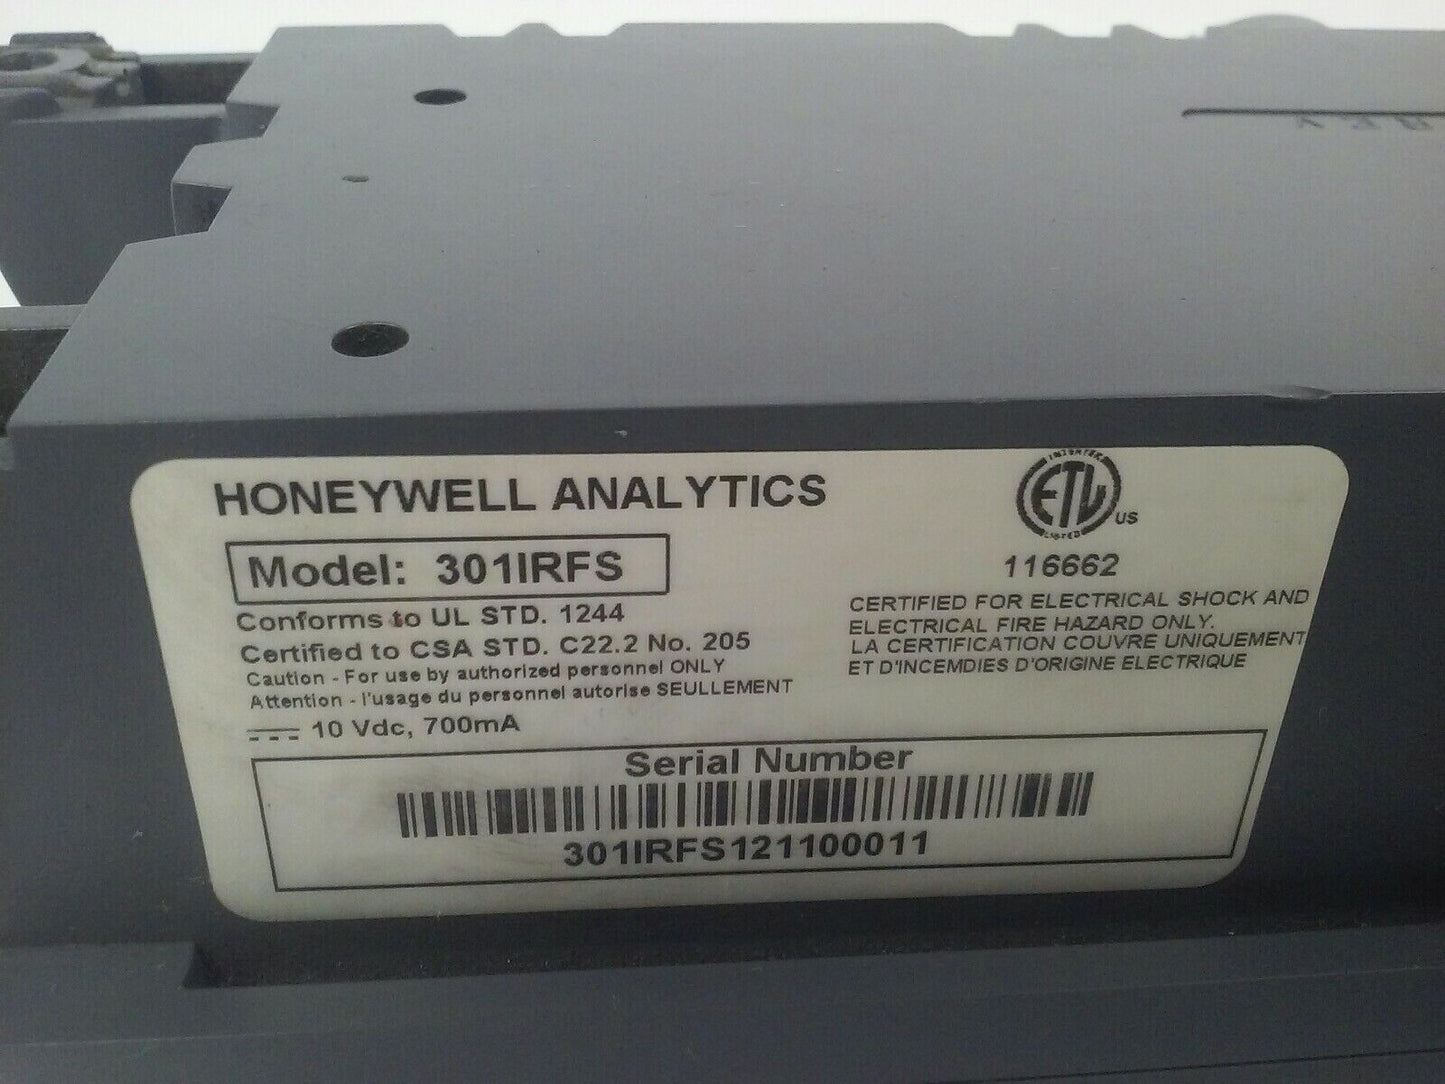 HONEYWELL ANALYTICS
Model: 301IRFS
Conforms to UL STD. 1244
Certified to CSA STD. C22.2 No. 205
Caution - For use by authorized personnel ONLY
Attention - l'usage du personnel autorise SEULLEMENT
10 Vdc, 700mA
INTERTEK
ETL
LISTED
US
116662
CERTIFIED FOR ELECTRICAL SHOCK AND
ELECTRICAL FIRE HAZARD ONLY.
LA CERTIFICATION COUVRE UNIQUEMENT
ET D'INCEMDIES D'ORIGINE ELECTRIQUE
Serial Number
301IRFS121100011